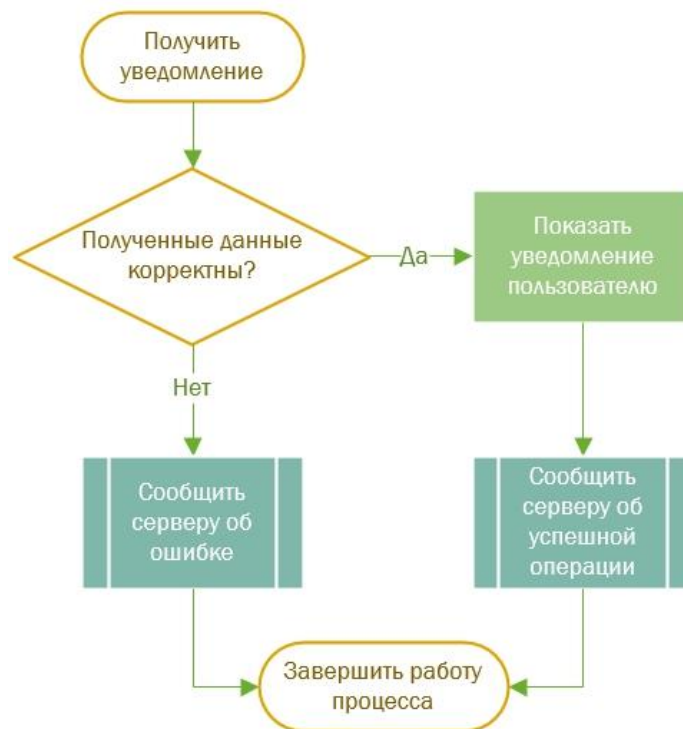 Получить
уведомление
Полученные данные
корректны?
Да
Показать
уведомление
пользователю
Нет
Сообщить
серверу об
ошибке
Сообщить
серверу об
успешной
операции
Завершить работу
процесса